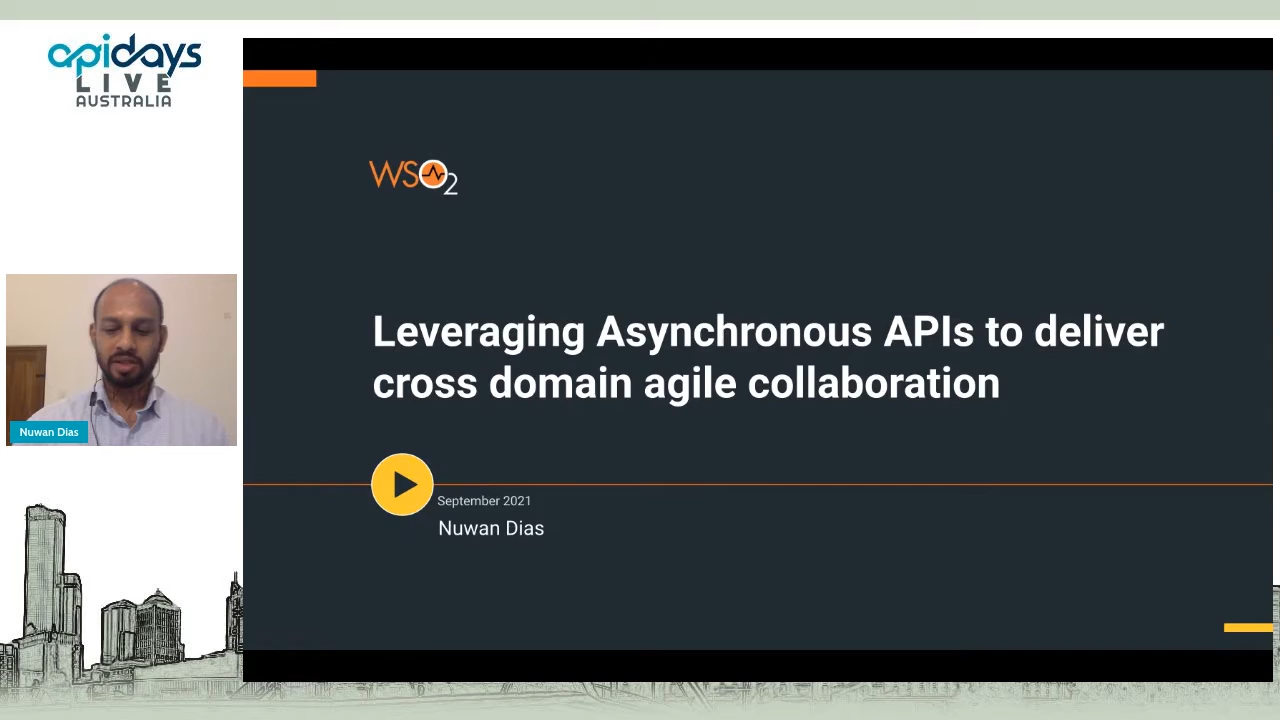 apidays
LIVE
AUSTRALIA
WSO2
Leveraging Asynchronous APIs to deliver
cross domain agile collaboration
September 2021
Nuwan Dias
Nuwan Dias